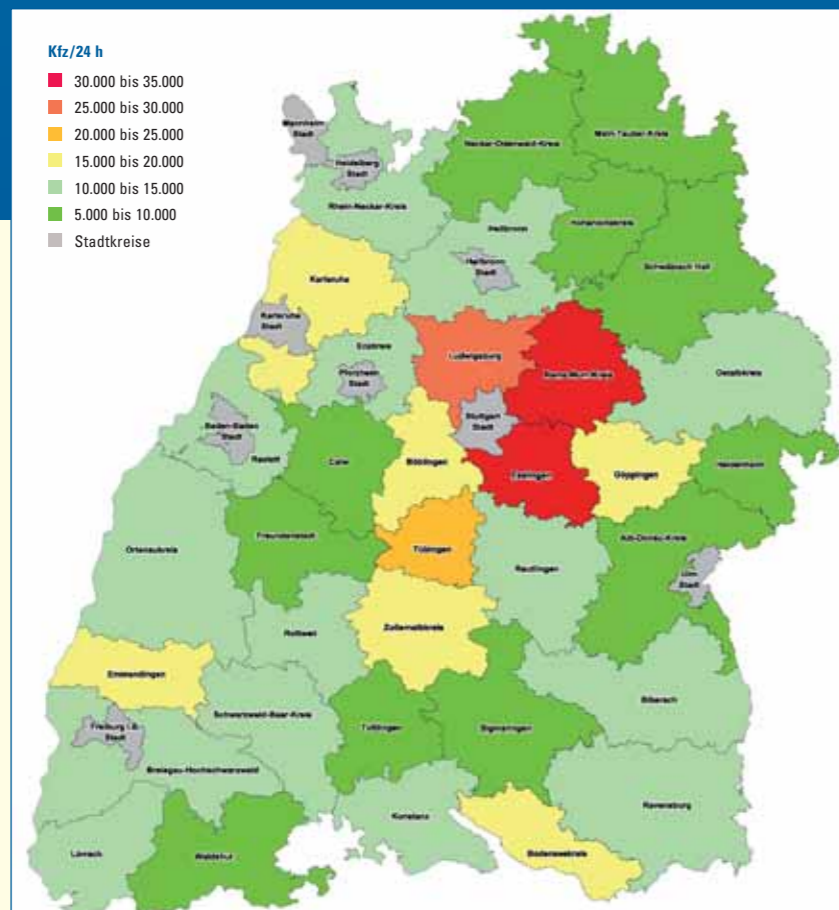 Kfz/24 h
30.000 bis 35.000
25.000 bis 30.000
20.000 bis 25.000
15.000 bis 20.000
10.000 bis 15.000
5.000 bis 10.000
Stadtkreise
Mannheim
Stadt
Heidelberg
Stadt
Neckar-Odenwald-Kreis
Main-Tauber-Kreis
Rhein-Neckar-Kreis
Heilbronn
Hohenlohekreis
Heilbronn
Stadt
Schwäbisch Hall
Karlsruhe
Karlsruhe
Stadt
Enzkreis
Ludwigsburg
Rems-Murr-Kreis
Ostalbkreis
Pforzheim
Stadt
Stuttgart
Stadt
Baden-Baden
Stadt
Rastatt
Calw
Böblingen
Esslingen
Göppingen
Heidenheim
Freudenstadt
Tübingen
Alb-Donau-Kreis
Ortenaukreis
Reutlingen
Ulm
Stadt
Rottweil
Zollernalbkreis
Emmendingen
Biberach
Schwarzwald-Baar-Kreis
Freiburg i.B.
Stadt
Tuttlingen
Sigmaringen
Breisgau-Hochschwarzwald
Ravensburg
Konstanz
Lörrach
Waldshut
Bodenseekreis